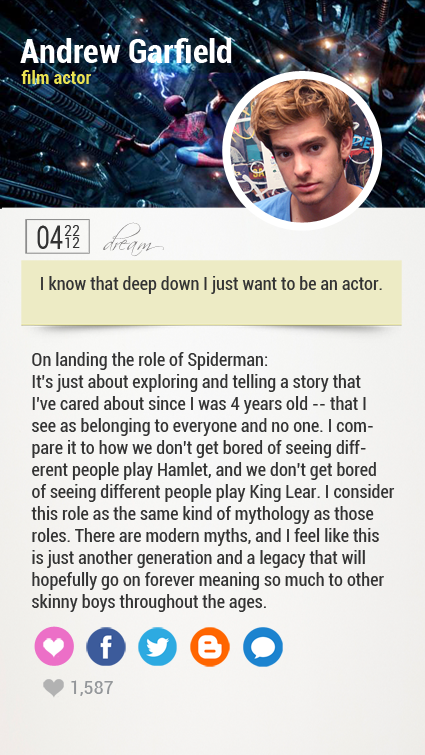 Andrew Garfield
film actor
04 22
12
dream
I know that deep down I just want to be an actor.
On landing the role of Spiderman:
It's just about exploring and telling a story that
I've cared about since I was 4 years old -- that I
see as belonging to everyone and no one. I com-
pare it to how we don't get bored of seeing diff-
erent people play Hamlet, and we don't get bored
of seeing different people play King Lear. I consider
this role as the same kind of mythology as those
roles. There are modern myths, and I feel like this
is just another generation and a legacy that will
hopefully go on forever meaning so much to other
skinny boys throughout the ages.
1,587